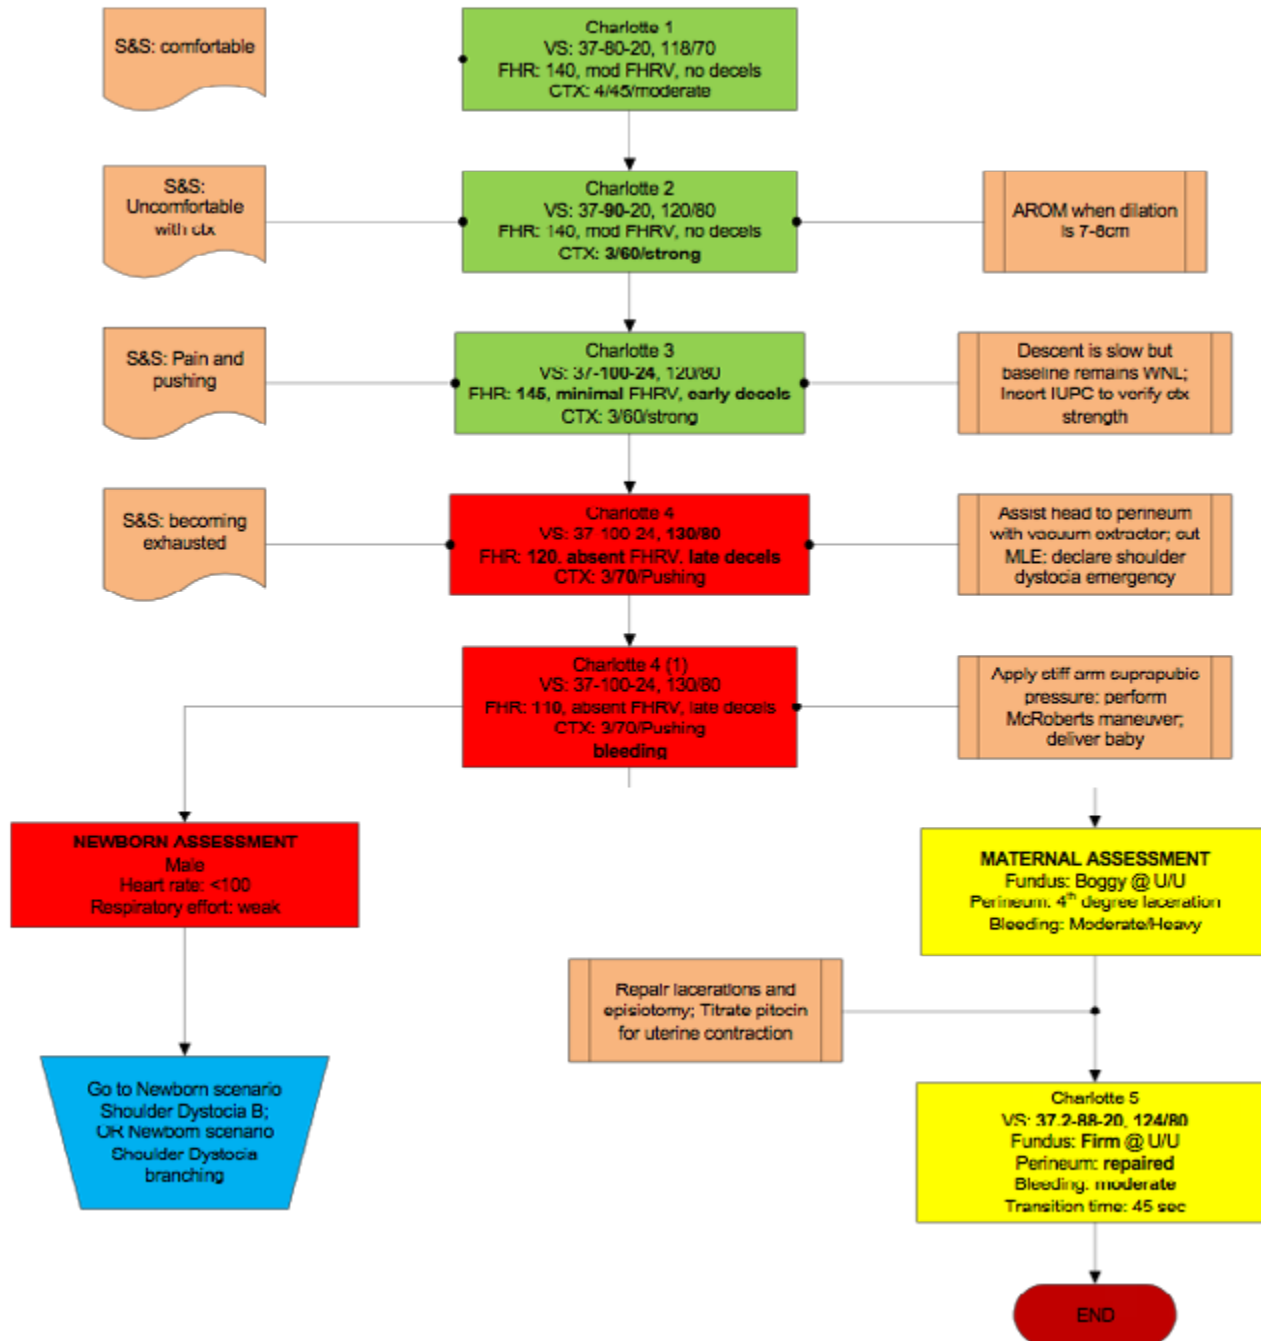 S&S: comfortable
Charlotte 1
VS: 37-80-20, 118/70
FHR: 140, mod FHRV, no decels
CTX: 4/45/moderate
S&S:
Uncomfortable
with ctx
Charlotte 2
VS: 37-90-20, 120/80
FHR: 140, mod FHRV, no decels
CTX: 3/60/strong
AROM when dilation
is 7-8cm
S&S: Pain and
pushing
Charlotte 3
VS: 37-100-24, 120/80
FHR: 145, minimal FHRV, early decels
CTX: 3/60/strong
Descent is slow but
baseline remains WNL;
Insert IUPC to verify ctx
strength
S&S: becoming
exhausted
Charlotte 4
VS: 37-100-24, 130/80
FHR: 120, absent FHRV, late decels
CTX: 3/70/Pushing
Assist head to perineum
with vacuum extractor; cut
MLE; declare shoulder
dystocia emergency
Charlotte 4 (1)
VS: 37-100-24, 130/80
FHR: 110, absent FHRV, late decels
CTX: 3/70/Pushing
bleeding
Apply stiff arm suprapubic
pressure; perform
McRoberts maneuver;
deliver baby
NEWBORN ASSESSMENT
Male
Heart rate: <100
Respiratory effort: weak
MATERNAL ASSESSMENT
Fundus: Boggy @ U/U
Perineum: 4th degree laceration
Bleeding: Moderate/Heavy
Repair lacerations and
episiotomy; Titrate pitocin
for uterine contraction
Go to Newborn scenario
Shoulder Dystocia B;
OR Newborn scenario
Shoulder Dystocia
branching
Charlotte 5
VS: 37.2-88-20, 124/80
Fundus: Firm @ U/U
Perineum: repaired
Bleeding: moderate
Transition time: 45 sec
END